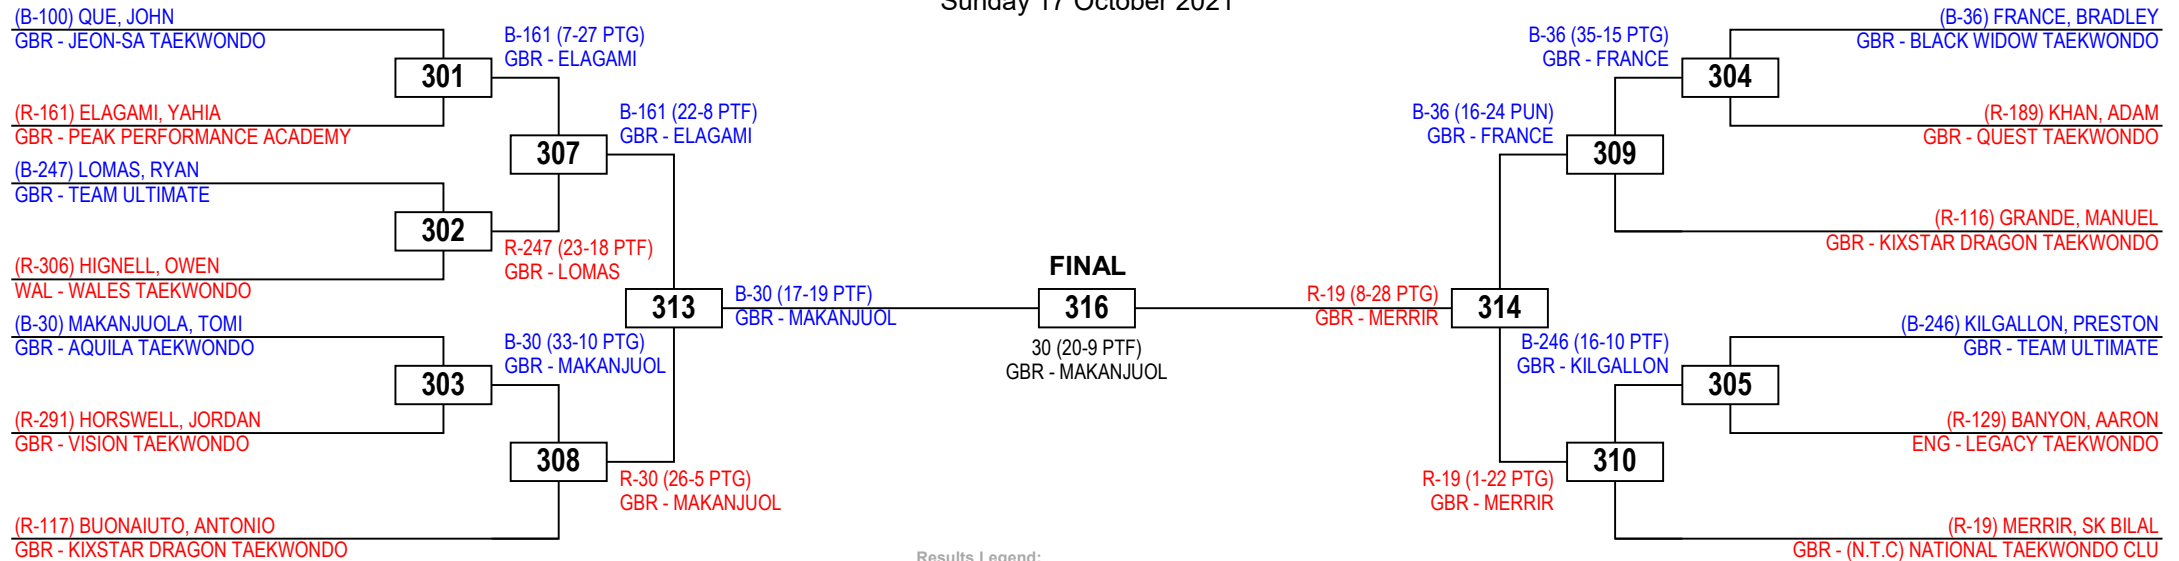 Sunday 17 October 2021
(B-100) QUE, JOHN
GBR - JEON-SA TAEKWONDO
301
(R-161) ELAGAMI, YAHIA
GBR - PEAK PERFORMANCE ACADEMY
B-161 (7-27 PTG)
GBR - ELAGAMI
(B-247) LOMAS, RYAN
GBR - TEAM ULTIMATE
302
(R-306) HIGNELL, OWEN
WAL - WALES TAEKWONDO
R-247 (23-18 PTF)
GBR - LOMAS
307
B-161 (22-8 PTF)
GBR - ELAGAMI
(B-30) MAKANJUOLA, TOMI
GBR - AQUILA TAEKWONDO
303
(R-291) HORSWELL, JORDAN
GBR - VISION TAEKWONDO
B-30 (33-10 PTG)
GBR - MAKANJUOL
308
(R-117) BUONAIUTO, ANTONIO
GBR - KIXSTAR DRAGON TAEKWONDO
R-30 (26-5 PTG)
GBR - MAKANJUOL
313
B-30 (17-19 PTF)
GBR - MAKANJUOL
FINAL
316
30 (20-9 PTF)
GBR - MAKANJUOL
R-19 (8-28 PTG)
GBR - MERRIR
314
B-36 (16-24 PUN)
GBR - FRANCE
309
B-36 (35-15 PTG)
GBR - FRANCE
304
(B-36) FRANCE, BRADLEY
GBR - BLACK WIDOW TAEKWONDO
(R-189) KHAN, ADAM
GBR - QUEST TAEKWONDO
(R-116) GRANDE, MANUEL
GBR - KIXSTAR DRAGON TAEKWONDO
B-246 (16-10 PTF)
GBR - KILGALLON
305
(B-246) KILGALLON, PRESTON
GBR - TEAM ULTIMATE
(R-129) BANYON, AARON
ENG - LEGACY TAEKWONDO
R-19 (1-22 PTG)
GBR - MERRIR
310
(R-19) MERRIR, SK BILAL
GBR - (N.T.C) NATIONAL TAEKWONDO CLU
Results Legend: